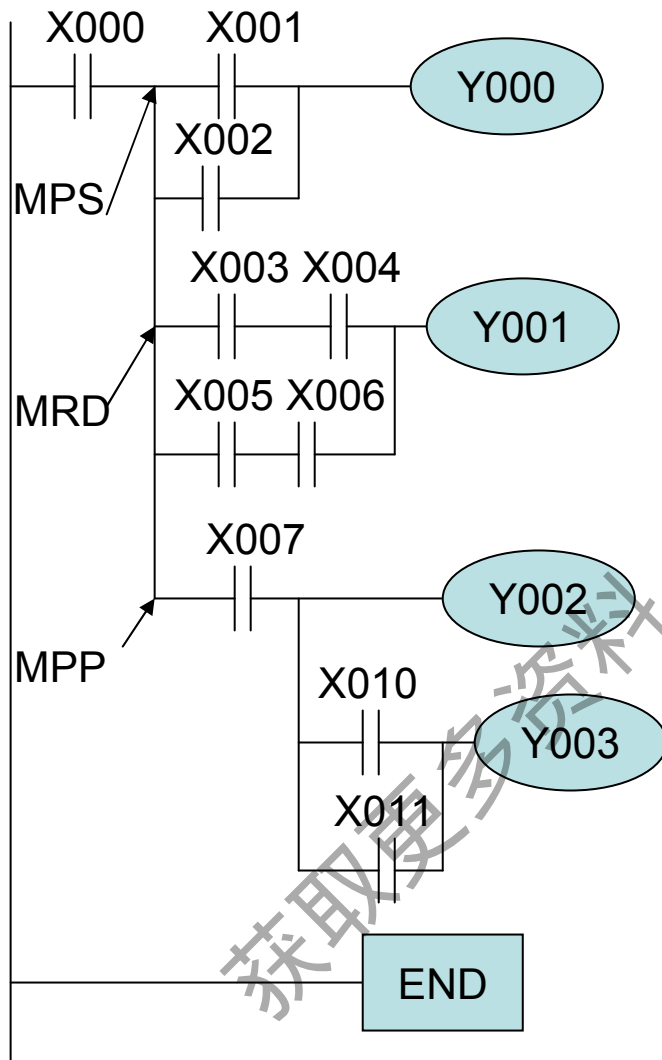 X000 X001
Y000
X002
MPS
X003 X004
Y001
X005 X006
MRD
X007
Y002
MPP
X010
Y003
X011
END
获取更多资料